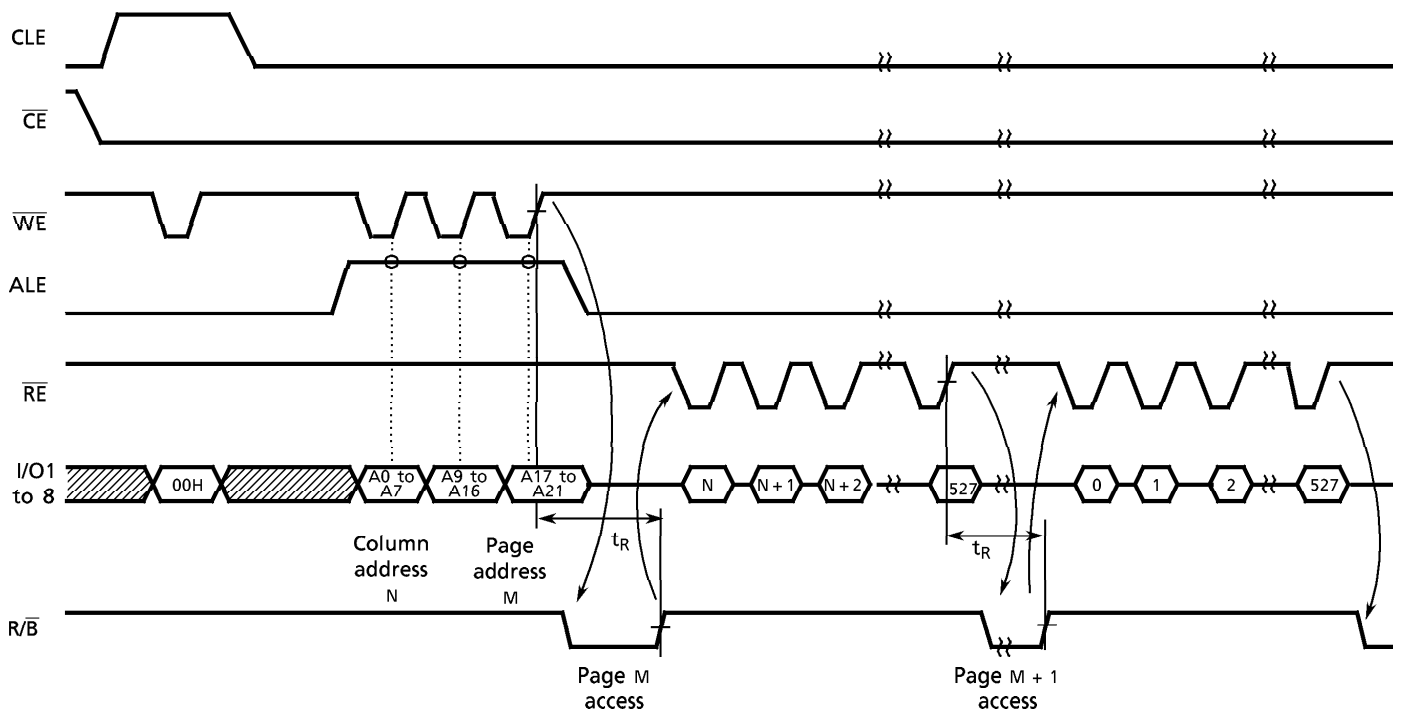 CLE
CE
WE
ALE
RE
I/O1
to 8
00H
A0 to
A7
A9 to
A16
A17 to
A21
N
N + 1
N + 2
527
0
1
2
527
tR
tR
Column
address
N
Page
address
M
R/B
Page M
access
Page M + 1
access